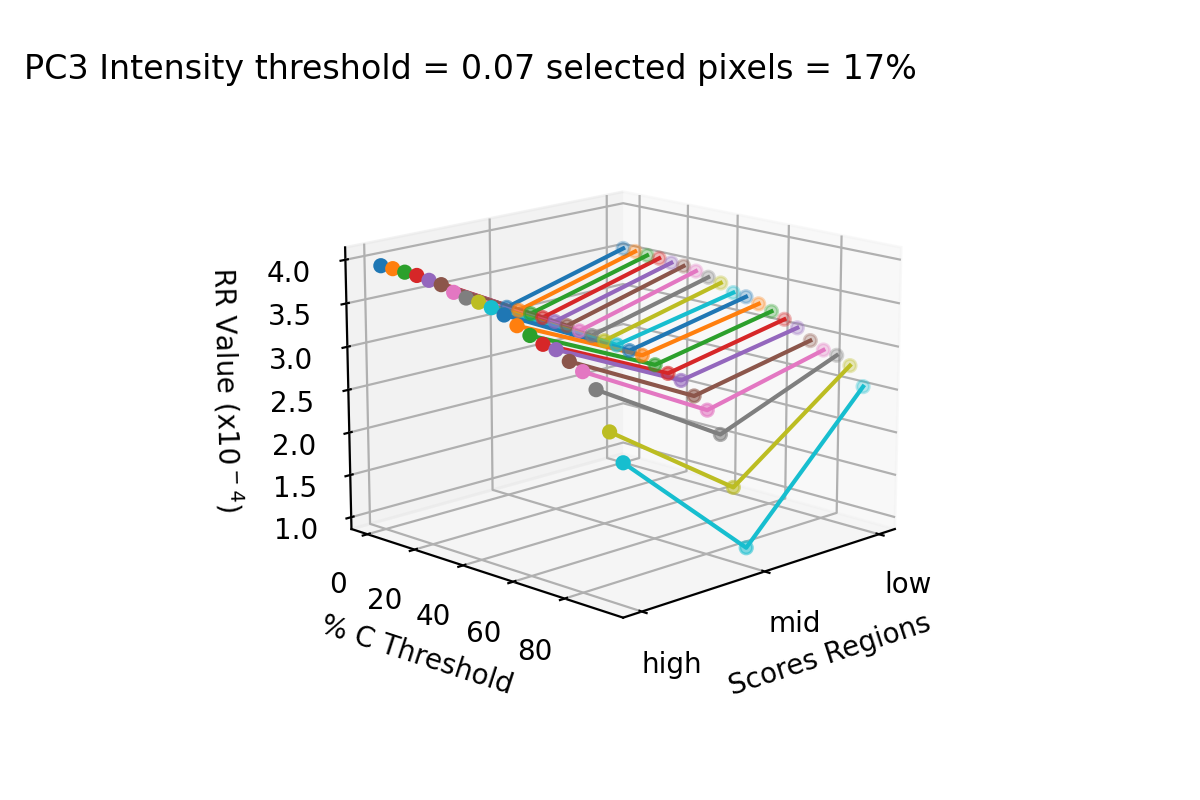 PC3 Intensity threshold = 0.07 selected pixels = 17%
RR Value (x10⁻⁴)
4.0
3.5
3.0
2.5
2.0
1.5
1.0
0
20
40
60
80
% C Threshold
high
mid
low
Scores Regions